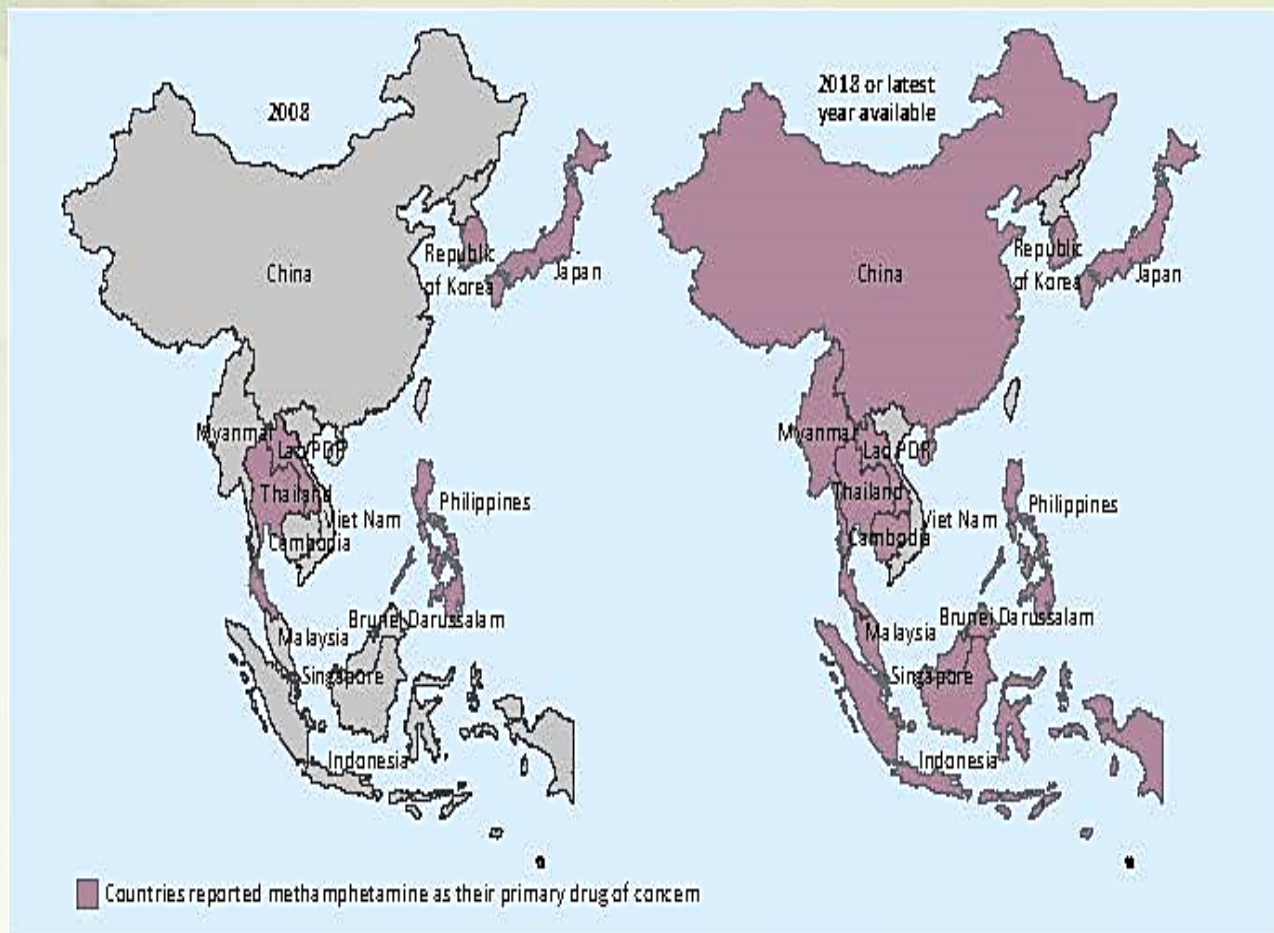 2008
China
Republic
of Korea
Japan
Myanmar
Lao PDR
Thailand
Viet Nam
Cambodia
Philippines
Brunei Darussalam
Malaysia
Singapore
Indonesia
2018 or latest
year available
China
Republic
of Korea
Japan
Myanmar
Lao PDR
Thailand
Viet Nam
Cambodia
Philippines
Brunei Darussalam
Malaysia
Singapore
Indonesia
Countries reported methamphetamine as their primary drug of concern